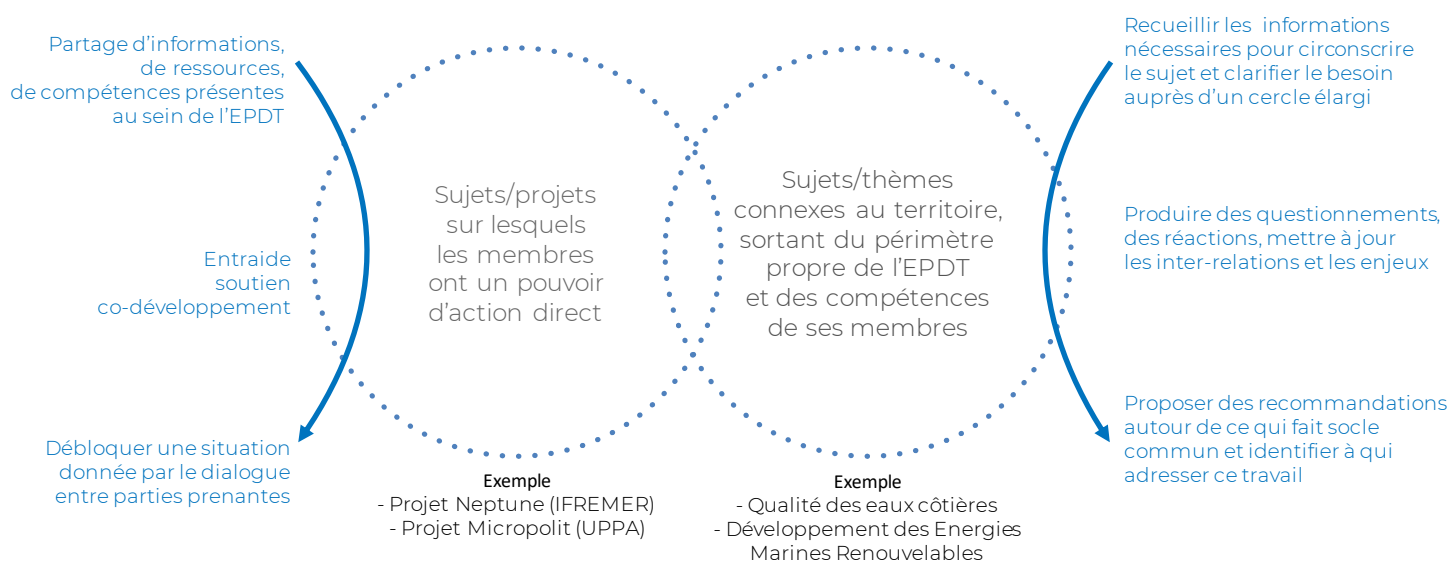 Partage d'informations,
de ressources,
de compétences présentes
au sein de l'EPDT
Entraide
soutien
co-développement
Débloquer une situation
donnée par le dialogue
entre parties prenantes
Sujets/projets
sur lesquels
les membres
ont un pouvoir
d'action direct
Exemple
- Projet Neptune (IFREMER)
- Projet Micropolit (UPPA)
Sujets/thèmes
connexes au territoire,
sortant du périmètre
propre de l'EPDT
et des compétences
de ses membres
Exemple
- Qualité des eaux côtières
- Développement des Energies
Marines Renouvelables
Recueillir les informations
nécessaires pour circonscrire
le sujet et clarifier le besoin
auprès d'un cercle élargi
Produire des questionnements,
des réactions, mettre à jour
les inter-relations et les enjeux
Proposer des recommandations
autour de ce qui fait socle
commun et identifier à qui
adresser ce travail